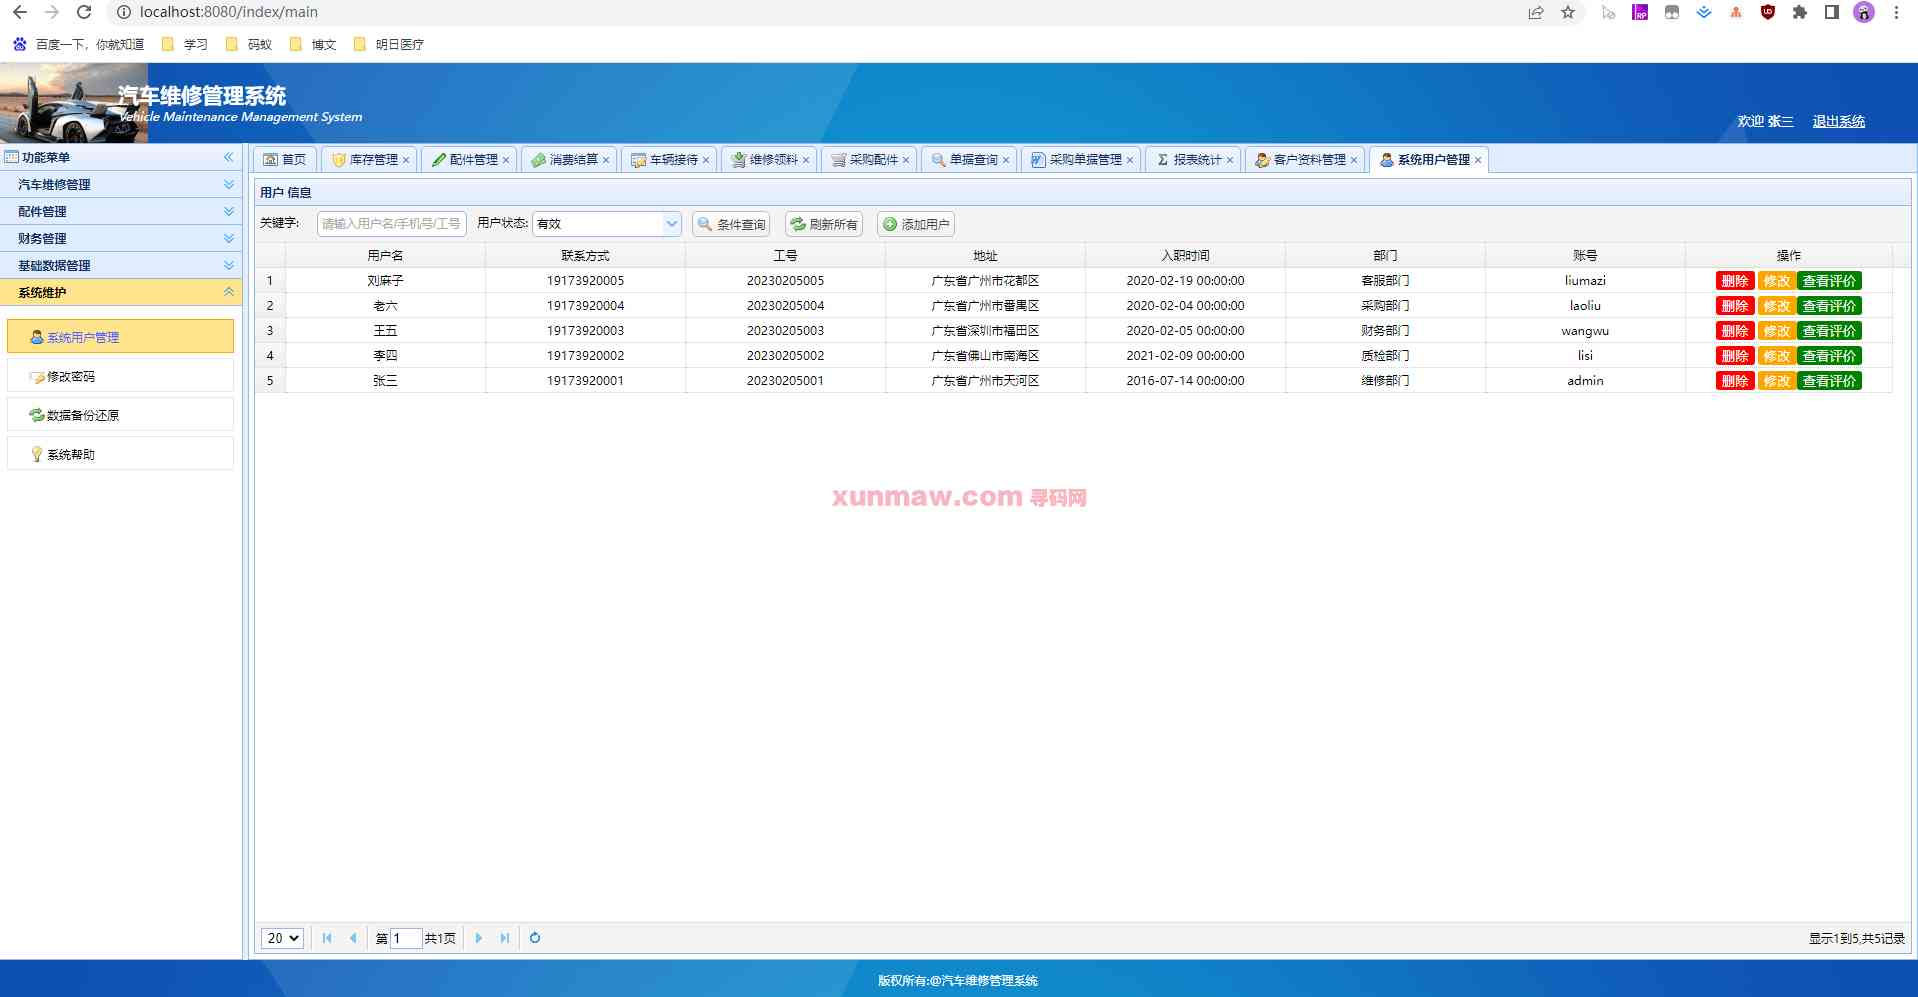 localhost:8080/index/main
百度一下，你就知道 学习 码蚁 博文 明日医疗
汽车维修管理系统
Vehicle Maintenance Management System
欢迎 张三 退出系统
功能菜单
汽车维修管理
配件管理
财务管理
基础数据管理
系统维护
系统用户管理
修改密码
数据备份还原
系统帮助
首页 库存管理 配件管理 消费结算 车辆接待 维修领料 采购配件 单据查询 采购单据管理 报表统计 客户资料管理 系统用户管理
用户 信息
关键字: 请输入用户名/手机号/工号 用户状态: 有效 条件查询 刷新所有 添加用户
用户名 联系方式 工号 地址 入职时间 部门 账号 操作
1 刘麻子 19173920005 20230205005 广东省广州市花都区 2020-02-19 00:00:00 客服部门 liumazi 删除 修改 查看评价
2 老六 19173920004 20230205004 广东省广州市番禺区 2020-02-04 00:00:00 采购部门 laoliu 删除 修改 查看评价
3 王五 19173920003 20230205003 广东省深圳市福田区 2020-02-05 00:00:00 财务部门 wangwu 删除 修改 查看评价
4 李四 19173920002 20230205002 广东省佛山市南海区 2021-02-09 00:00:00 质检部门 lisi 删除 修改 查看评价
5 张三 19173920001 20230205001 广东省广州市天河区 2016-07-14 00:00:00 维修部门 admin 删除 修改 查看评价
xunmaw.com 寻码网
20 第 1 共1页
显示1到5,共5记录
版权所有:@汽车维修管理系统